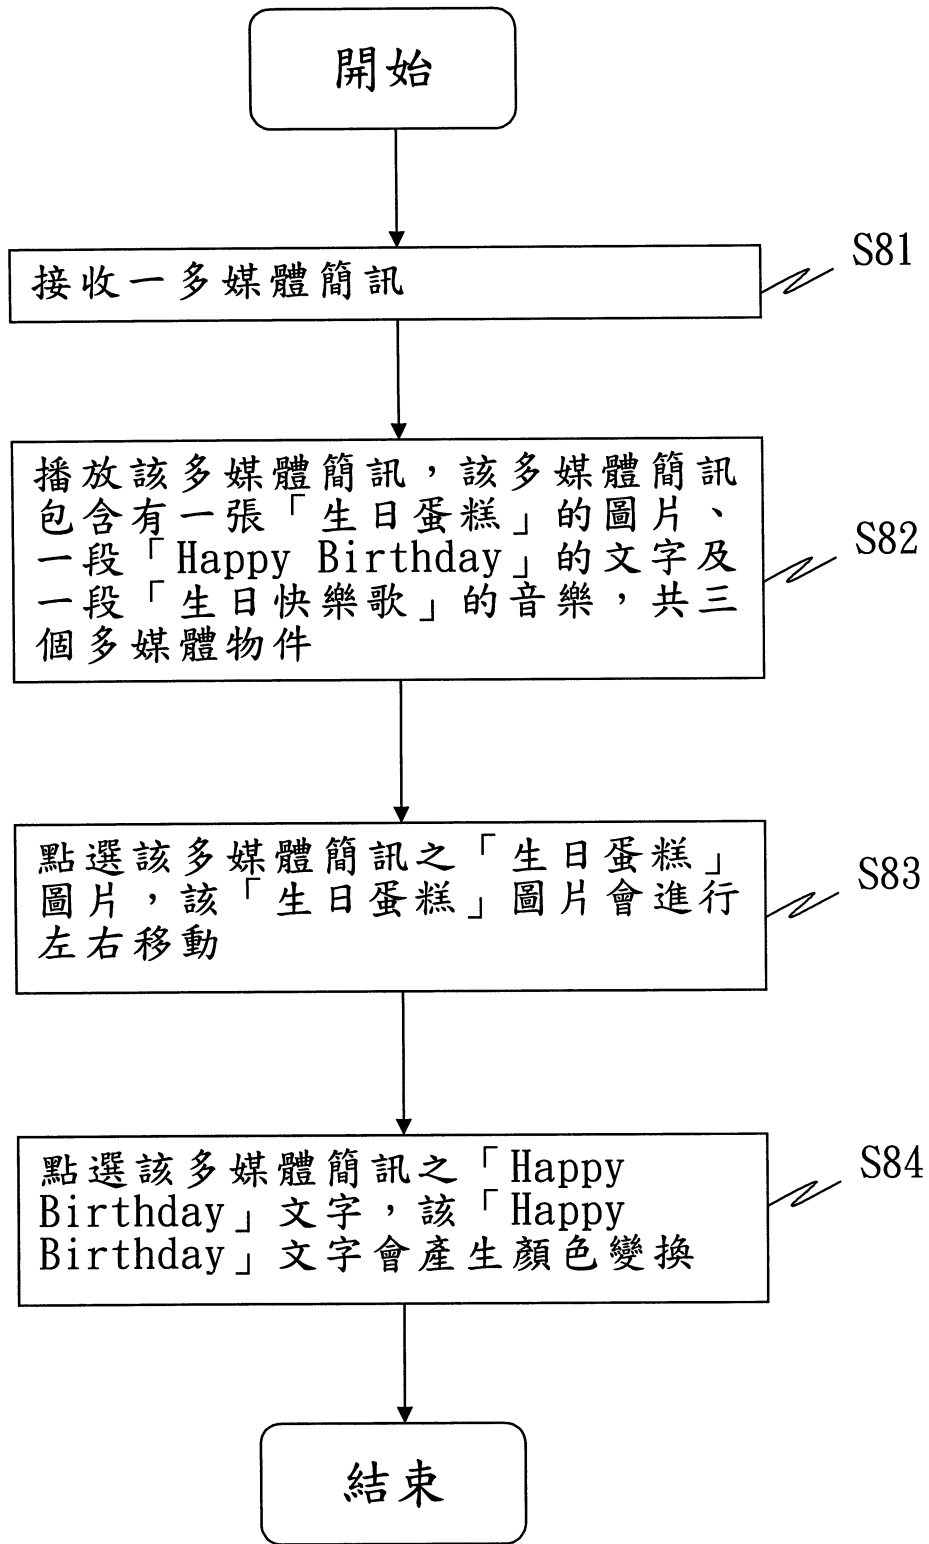 開始
接收一多媒體簡訊
S81
播放該多媒體簡訊，該多媒體簡訊
包含有一張「生日蛋糕」的圖片、
一段「Happy Birthday」的文字及
一段「生日快樂歌」的音樂，共三
個多媒體物件
S82
點選該多媒體簡訊之「生日蛋糕」
圖片，該「生日蛋糕」圖片會進行
左右移動
S83
點選該多媒體簡訊之「Happy
Birthday」文字，該「Happy
Birthday」文字會產生顏色變換
S84
結束